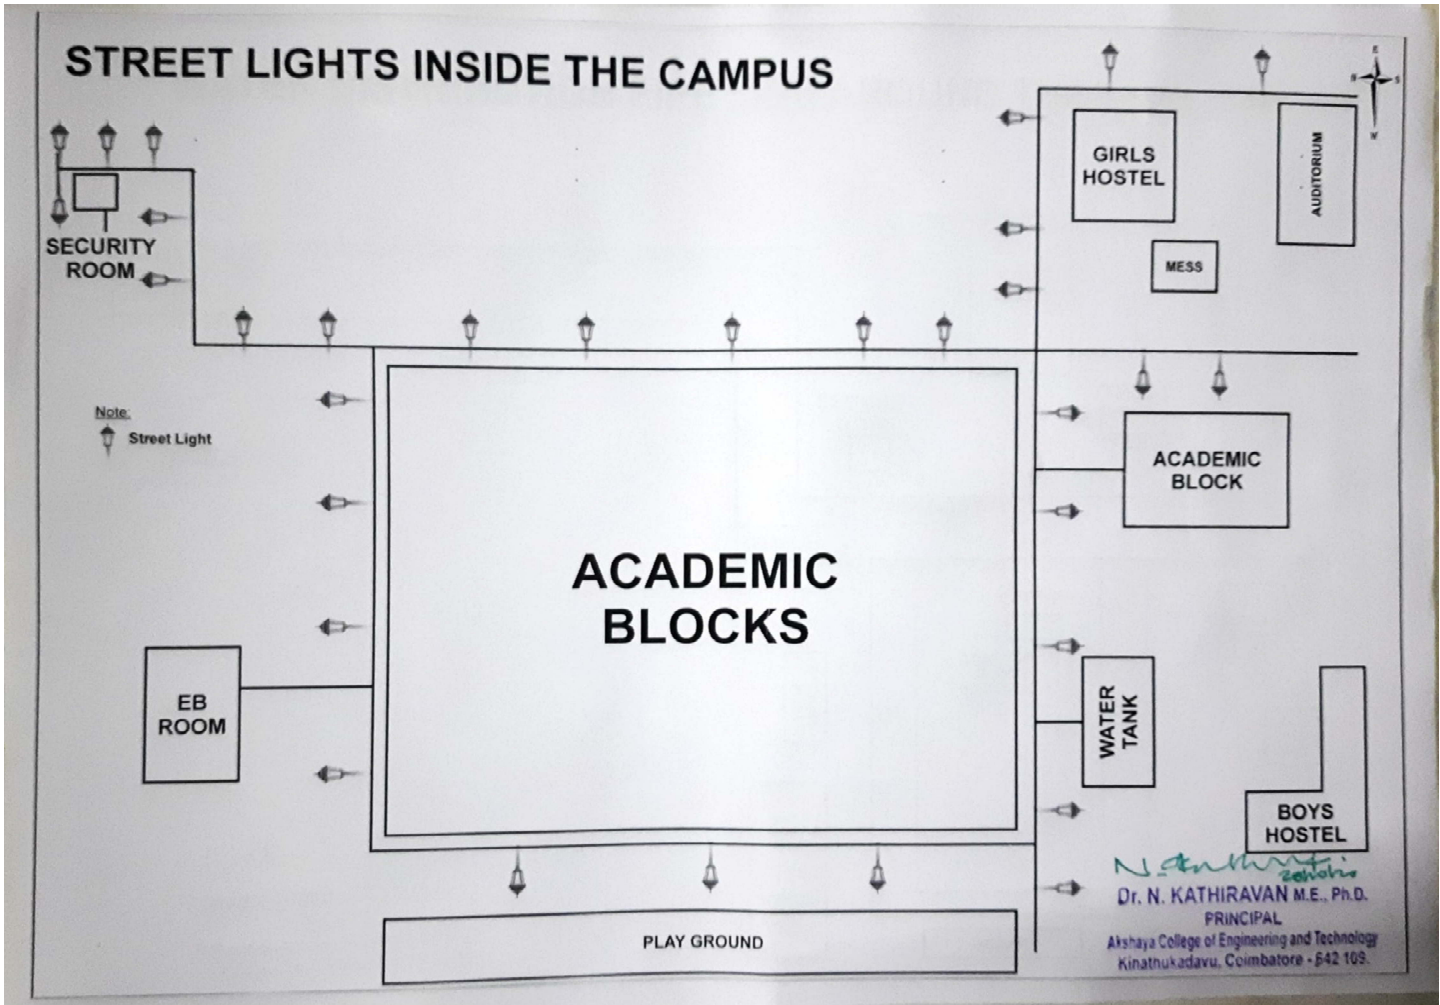 STREET LIGHTS INSIDE THE CAMPUS
E
N S
W
GIRLS
HOSTEL
AUDITORIUM
MESS
SECURITY
ROOM
Note:
Street Light
ACADEMIC
BLOCK
ACADEMIC
BLOCKS
EB
ROOM
WATER
TANK
BOYS
HOSTEL
Dr. N. KATHIRAVAN M.E., Ph.D.
PRINCIPAL
Akshaya College of Engineering and Technology
Kinathukadavu, Coimbatore - 642 109.
PLAY GROUND